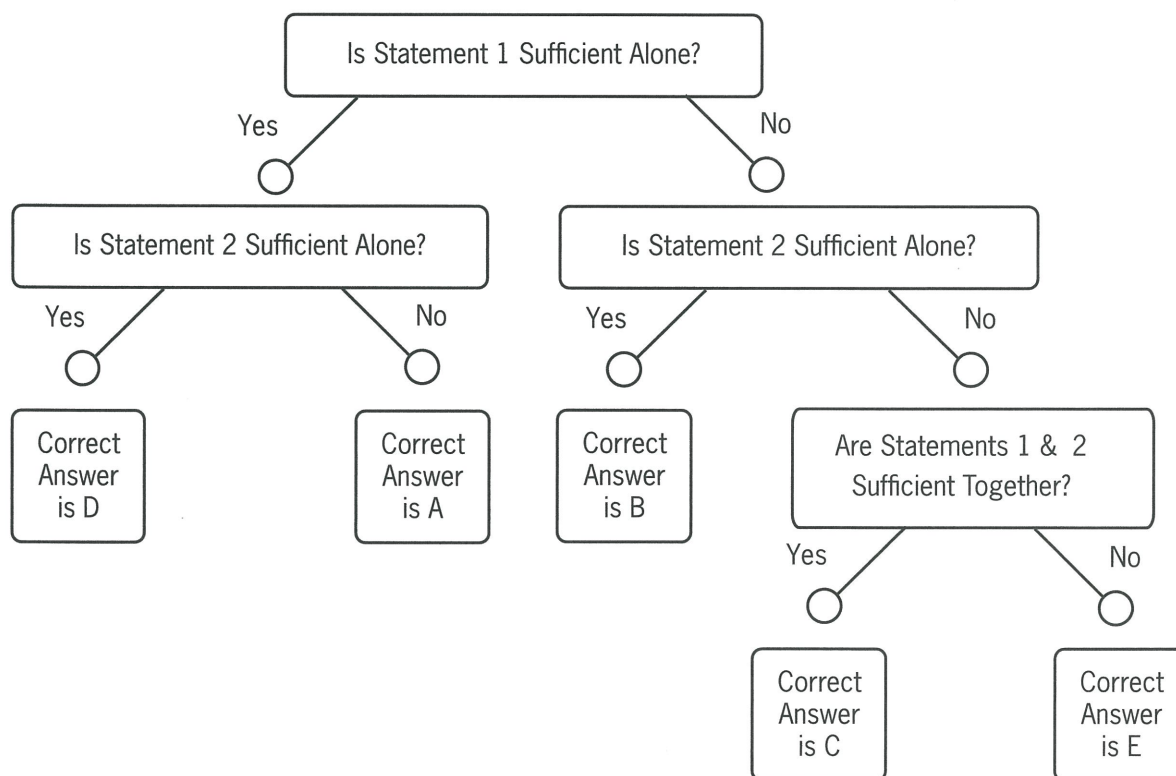 Is Statement 1 Sufficient Alone?
Yes
No
Is Statement 2 Sufficient Alone?
Is Statement 2 Sufficient Alone?
Yes
No
Yes
No
Correct
Answer
is D
Correct
Answer
is A
Correct
Answer
is B
Are Statements 1 & 2
Sufficient Together?
Yes
No
Correct
Answer
is C
Correct
Answer
is E